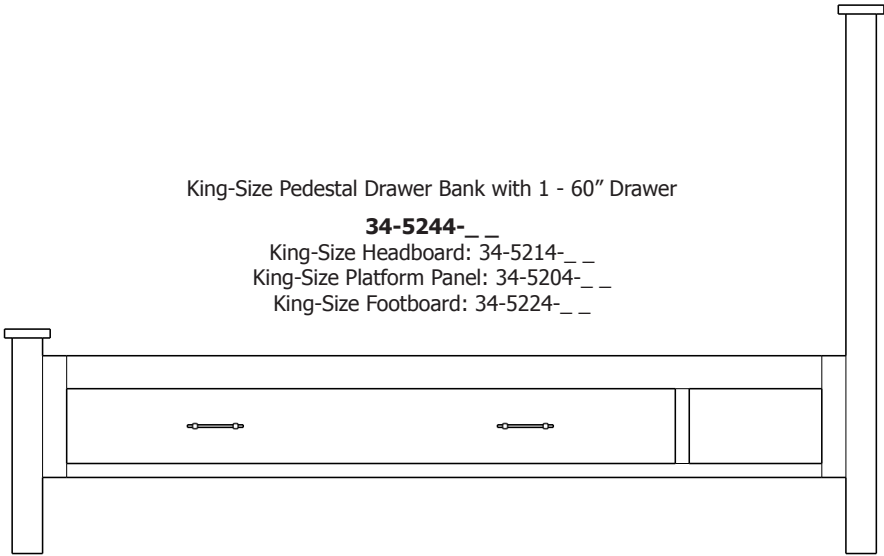 King-Size Pedestal Drawer Bank with 1 - 60” Drawer
34-5244-_ _
King-Size Headboard: 34-5214-_ _
King-Size Platform Panel: 34-5204-_ _
King-Size Footboard: 34-5224-_ _